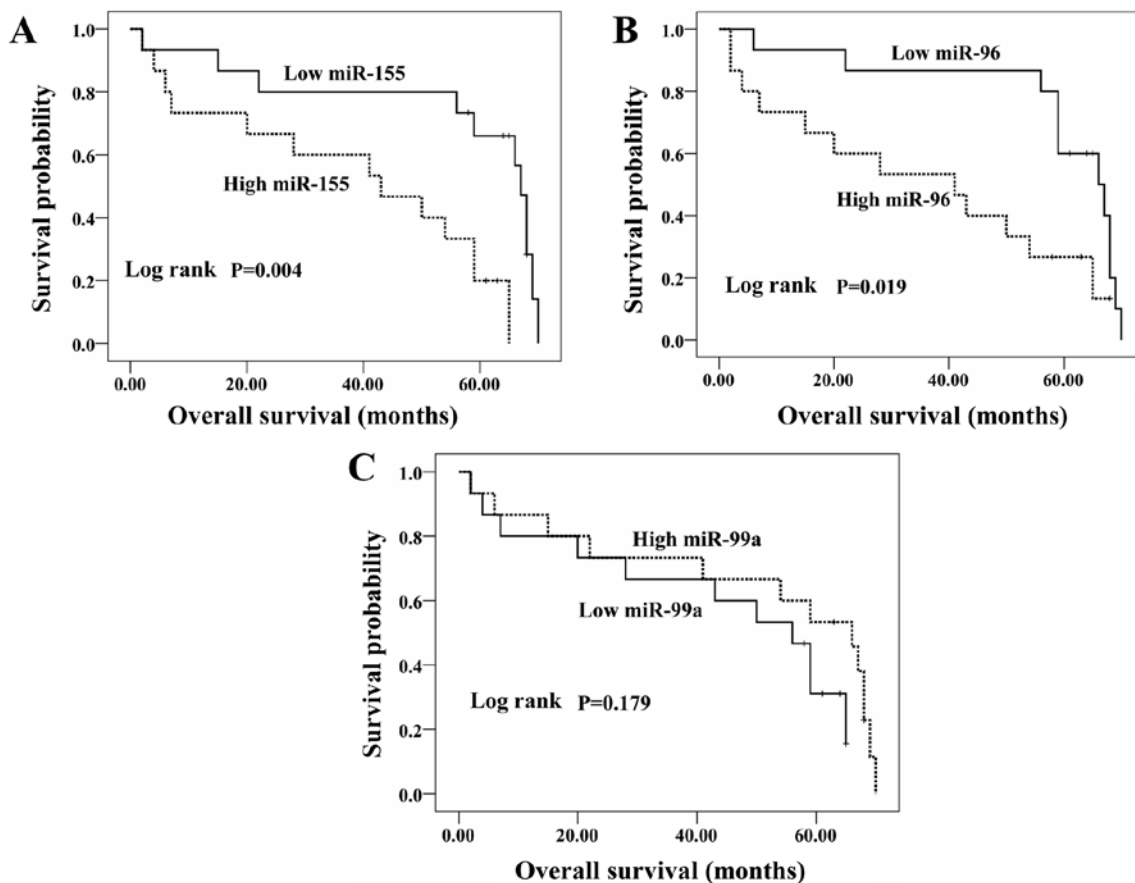 A
1.0
0.8
0.6
0.4
0.2
0.0
Survival probability
Low miR-155
High miR-155
Log rank P=0.004
0.00 20.00 40.00 60.00
Overall survival (months)
B
1.0
0.8
0.6
0.4
0.2
0.0
Survival probability
Low miR-96
High miR-96
Log rank P=0.019
0.00 20.00 40.00 60.00
Overall survival (months)
C
1.0
0.8
0.6
0.4
0.2
0.0
Survival probability
High miR-99a
Low miR-99a
Log rank P=0.179
0.00 20.00 40.00 60.00
Overall survival (months)